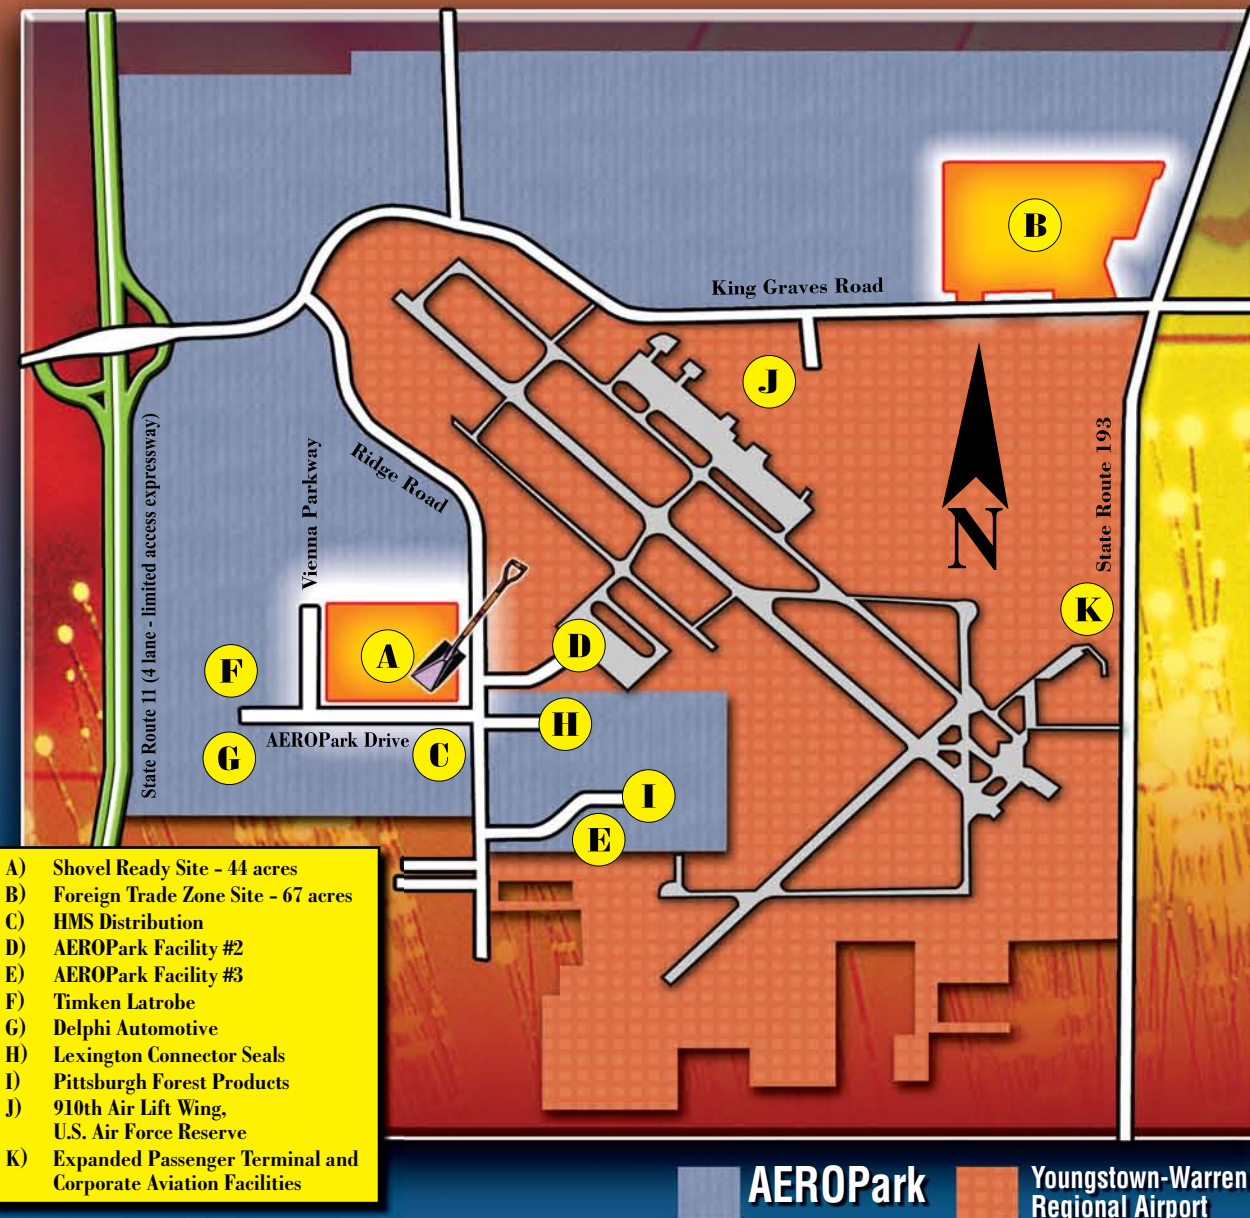 B
King Graves Road
J
State Route 193
N
State Route 11 (4 lane - limited access expressway)
Vienna Parkway
Ridge Road
K
A
D
F
H
AEROPark Drive
C
G
I
E
A) Shovel Ready Site - 44 acres
B) Foreign Trade Zone Site - 67 acres
C) HMS Distribution
D) AEROPark Facility #2
E) AEROPark Facility #3
F) Timken Latrobe
G) Delphi Automotive
H) Lexington Connector Seals
I) Pittsburgh Forest Products
J) 910th Air Lift Wing,
U.S. Air Force Reserve
K) Expanded Passenger Terminal and
Corporate Aviation Facilities
AEROPark
Youngstown-Warren
Regional Airport